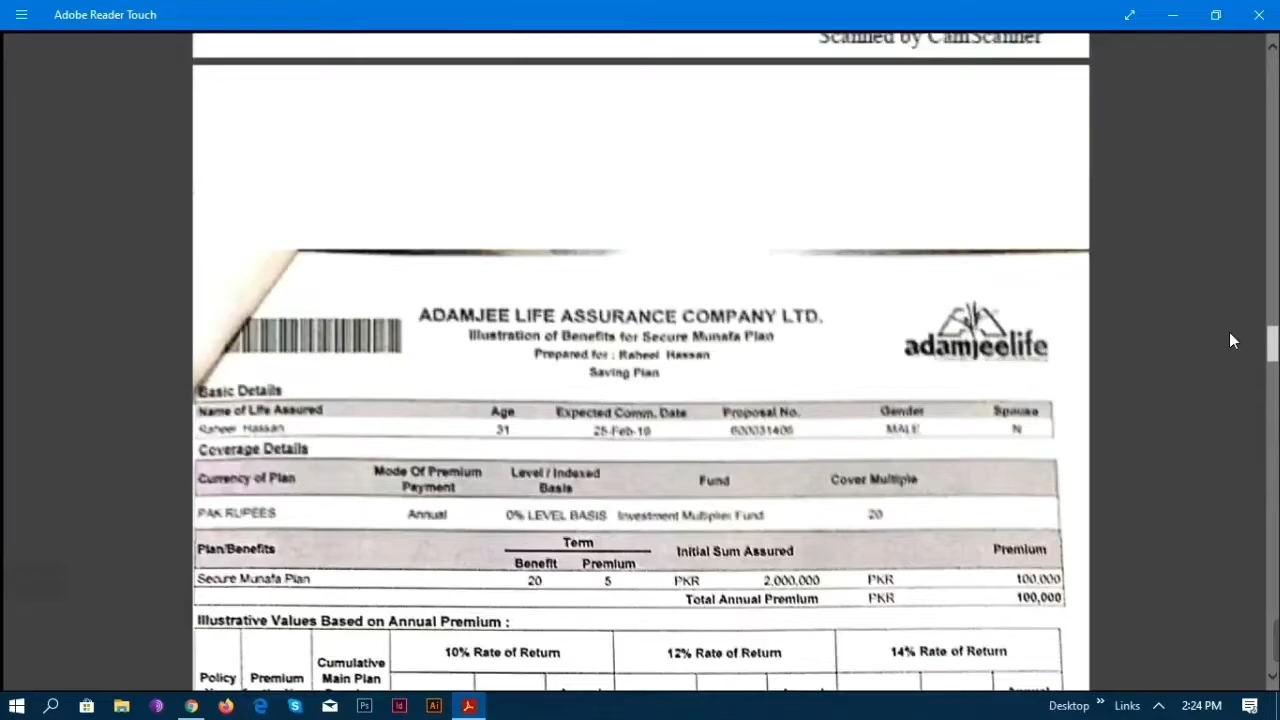 Adobe Reader Touch
Scanned by CamScanner
ADAMJEE LIFE ASSURANCE COMPANY LTD.
Illustration of Benefits for Secure Munafa Plan
Prepared for : Raheel Hassan
Saving Plan
adamjeelife
Basic Details
Name of Life Assured Age Expected Comm. Date Proposal No. Gender Spouse
Raheel Hassan 31 MALE N
Coverage Details
Currency of Plan Mode Of Premium Payment Level / Indexed Basis Fund Cover Multiple
PAK RUPEES Annual 0% LEVEL BASIS Investment Multiplier Fund 20
Plan/Benefits Term Initial Sum Assured Premium
Benefit Premium
Secure Munafa Plan 20 5 PKR 2,000,000 PKR 100,000
Total Annual Premium PKR 100,000
Illustrative Values Based on Annual Premium :
10% Rate of Return 12% Rate of Return 14% Rate of Return
Policy Premium Cumulative Main Plan
Desktop Links 2:24 PM